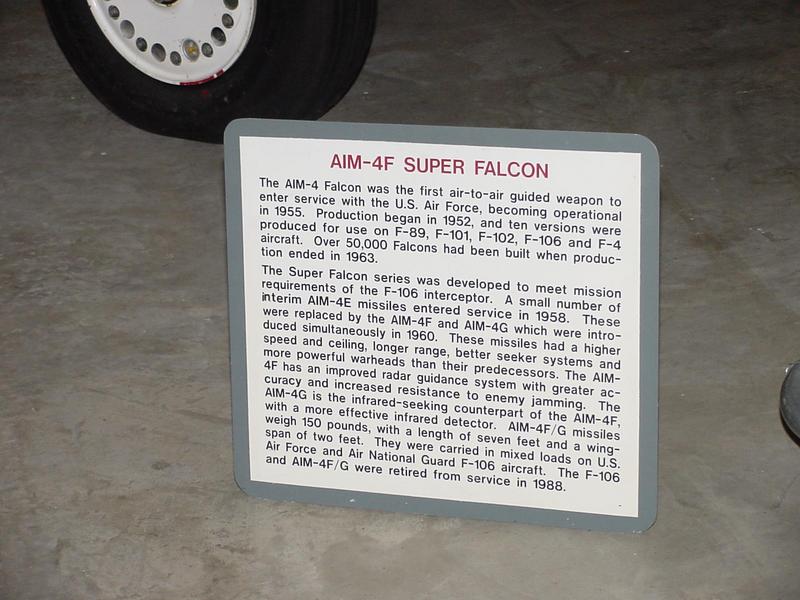 AIM-4F SUPER FALCON
The AIM-4 Falcon was the first air-to-air guided weapon to
enter service with the U.S. Air Force, becoming operational
in 1955. Production began in 1952, and ten versions were
produced for use on F-89, F-101, F-102, F-106 and F-4
aircraft. Over 50,000 Falcons had been built when produc-
tion ended in 1963.
The Super Falcon series was developed to meet mission
requirements of the F-106 interceptor. A small number of
interim AIM-4E missiles entered service in 1958. These
were replaced by the AIM-4F and AIM-4G which were intro-
duced simultaneously in 1960. These missiles had a higher
speed and ceiling, longer range, better seeker systems and
more powerful warheads than their predecessors. The AIM-
4F has an improved radar guidance system with greater ac-
curacy and increased resistance to enemy jamming. The
AIM-4G is the infrared-seeking counterpart of the AIM-4F,
with a more effective infrared detector. AIM-4F/G missiles
weigh 150 pounds, with a length of seven feet and a wing-
span of two feet. They were carried in mixed loads on U.S.
Air Force and Air National Guard F-106 aircraft. The F-106
and AIM-4F/G were retired from service in 1988.